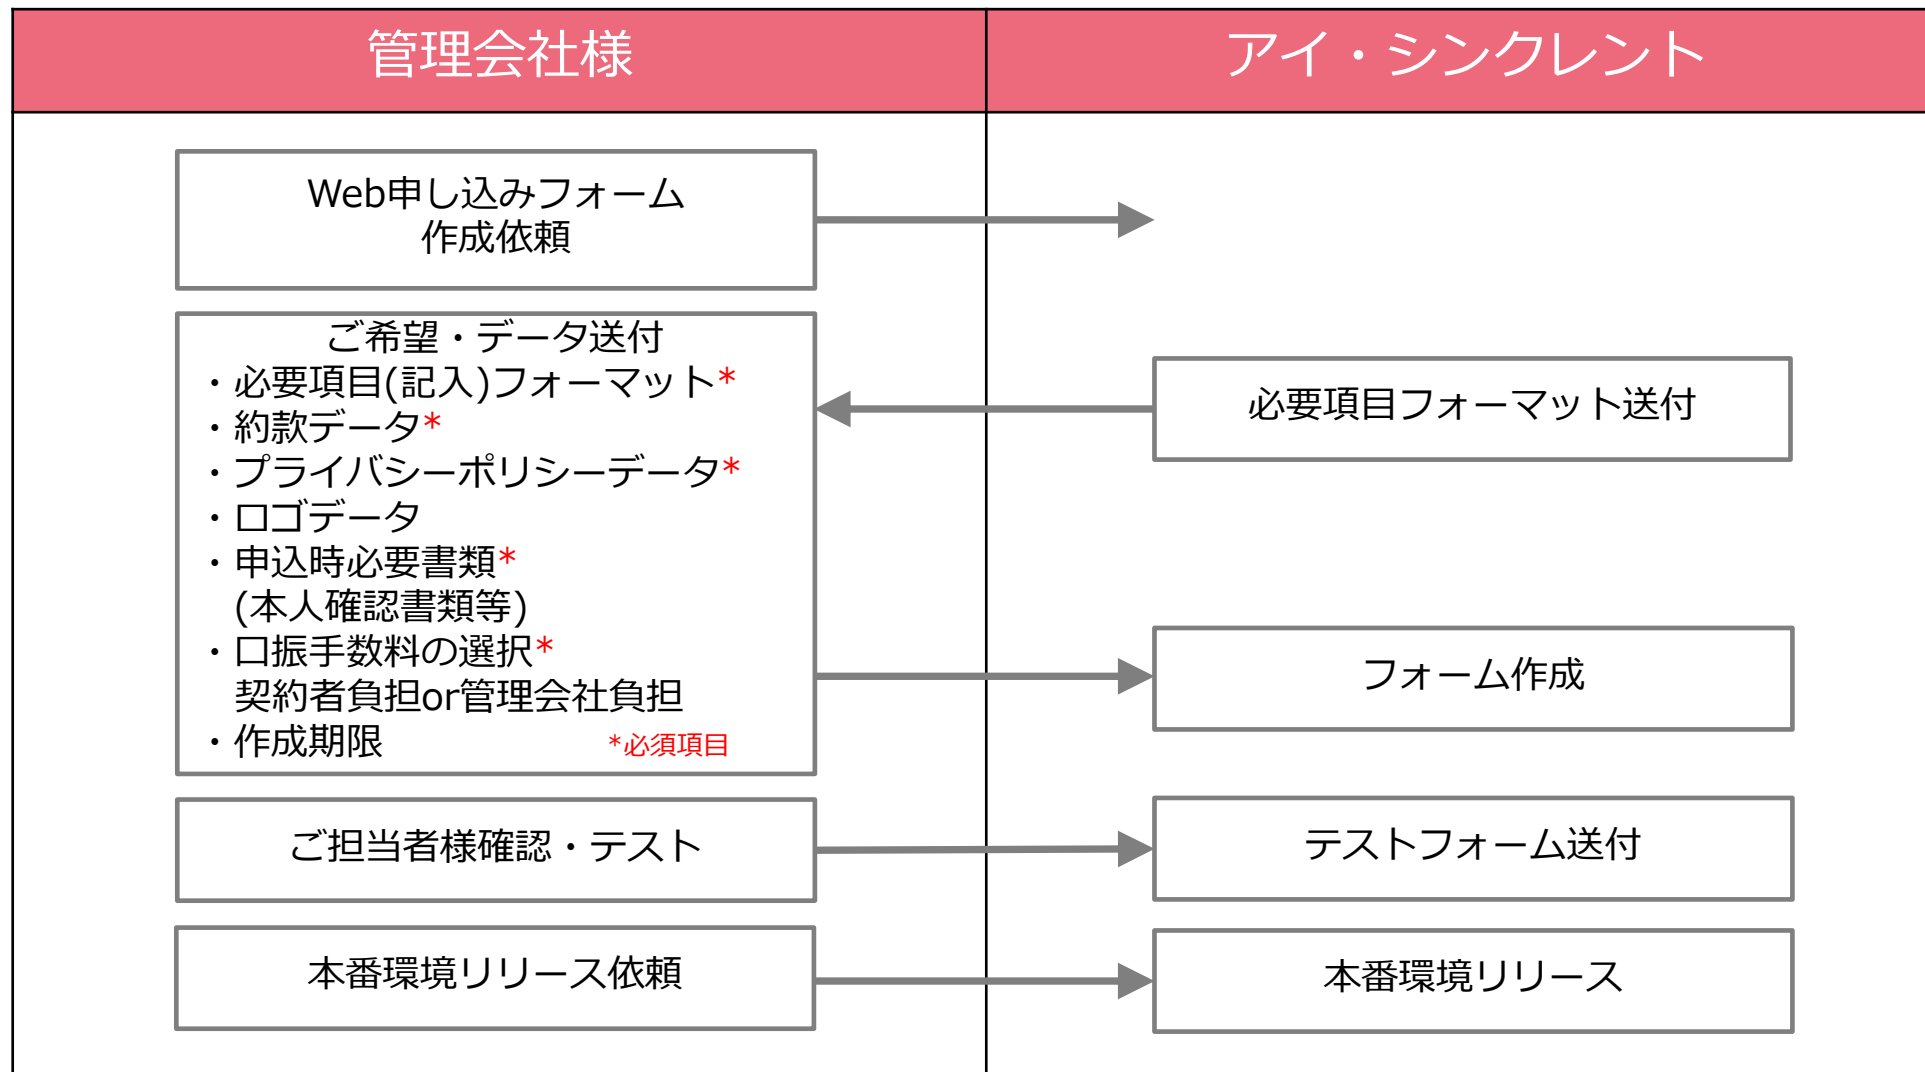 管理会社様
アイ・シンクレント
Web申し込みフォーム
作成依頼
ご希望・データ送付
・必要項目(記入)フォーマット*
・約款データ*
・プライバシーポリシーデータ*
・ロゴデータ
・申込時必要書類*
(本人確認書類等)
・口振手数料の選択*
契約者負担or管理会社負担
・作成期限 *必須項目
必要項目フォーマット送付
フォーム作成
ご担当者様確認・テスト
テストフォーム送付
本番環境リリース依頼
本番環境リリース